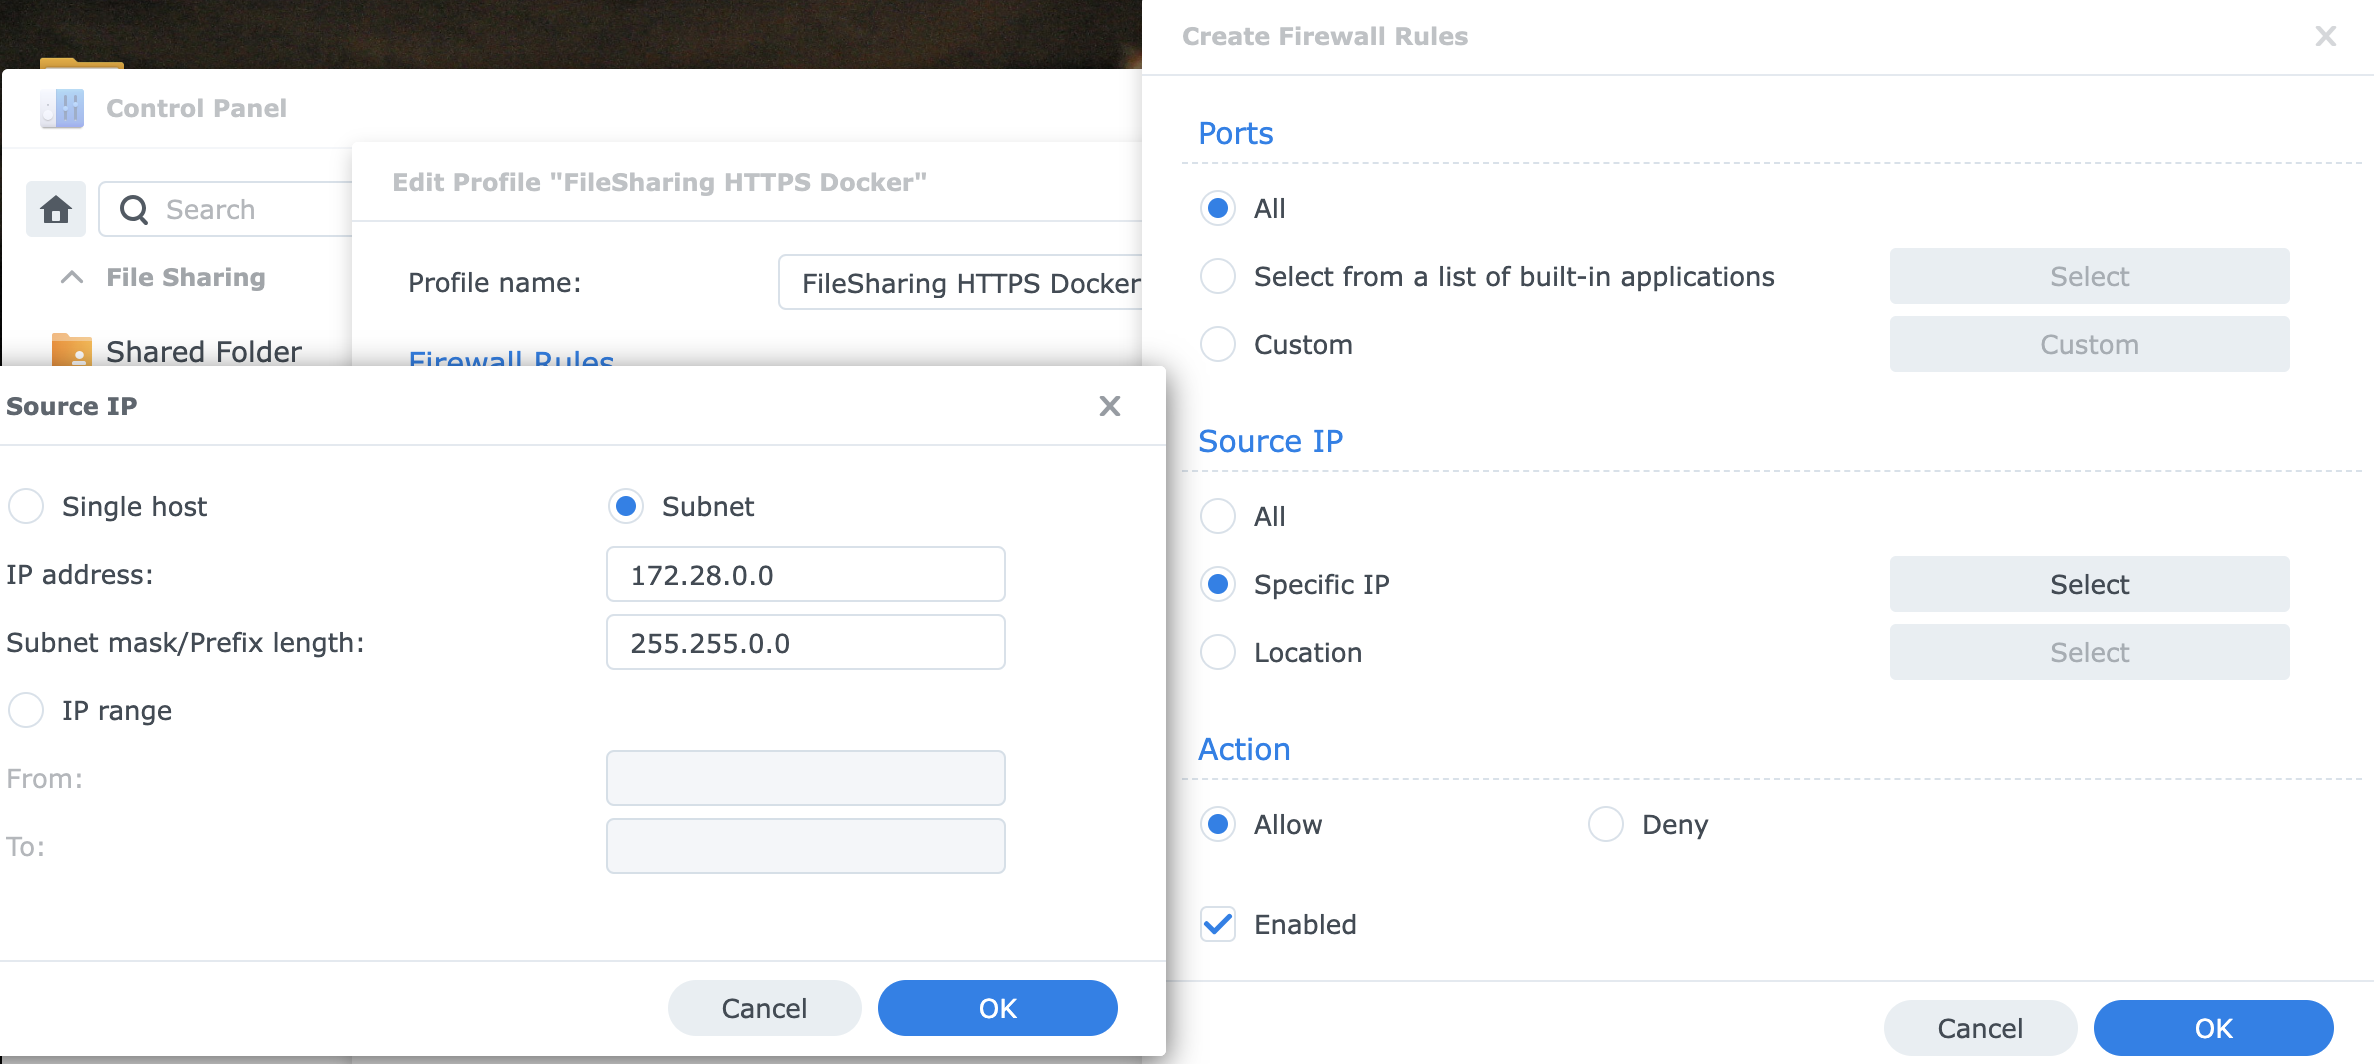 Control Panel
Search
File Sharing
Shared Folder
Edit Profile "FileSharing HTTPS Docker"
Profile name:
FileSharing HTTPS Docker
Firewall Rules
Source IP
Single host
Subnet
IP address:
172.28.0.0
Subnet mask/Prefix length:
255.255.0.0
IP range
From:
To:
Cancel
OK
Create Firewall Rules
Ports
All
Select from a list of built-in applications
Select
Custom
Custom
Source IP
All
Specific IP
Select
Location
Select
Action
Allow
Deny
Enabled
Cancel
OK